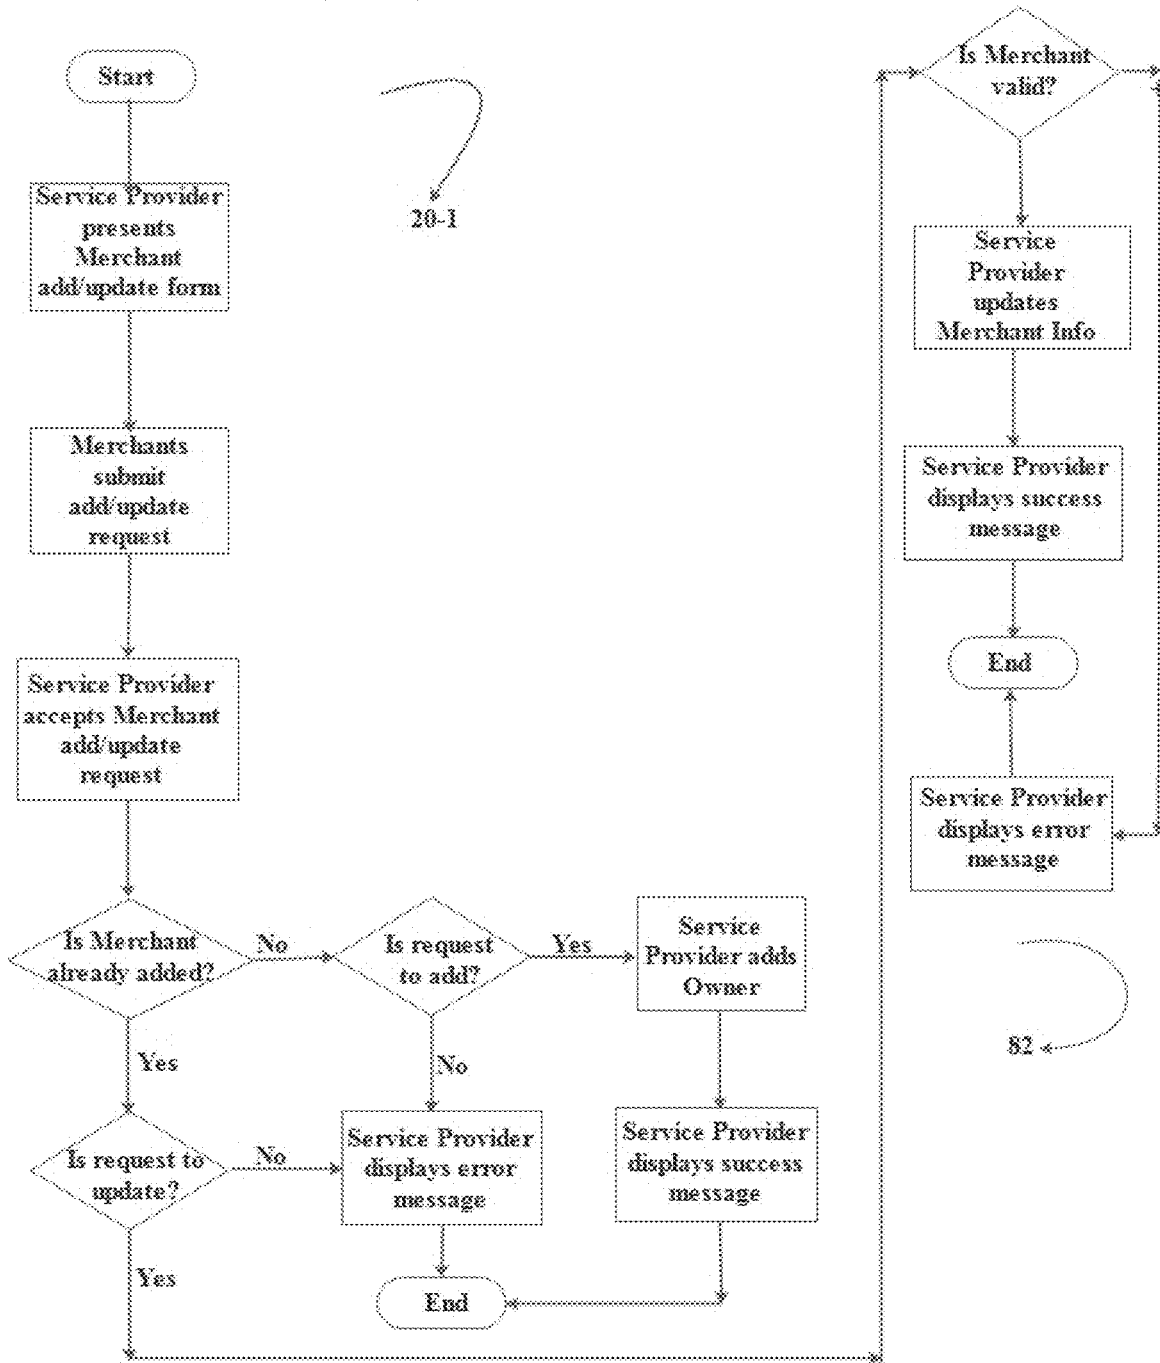 Start
20-1
Service Provider
presents
Merchant
add/update form
Merchants
submit
add/update
request
Service Provider
accepts Merchant
add/update
request
Is Merchant
already added?
No
Is request
to add?
Yes
Service
Provider adds
Owner
Yes
No
Is request to
update?
No
Service Provider
displays error
message
Service Provider
displays success
message
Yes
End
Is Merchant
valid?
Service
Provider
updates
Merchant Info
Service Provider
displays success
message
End
Service Provider
displays error
message
82